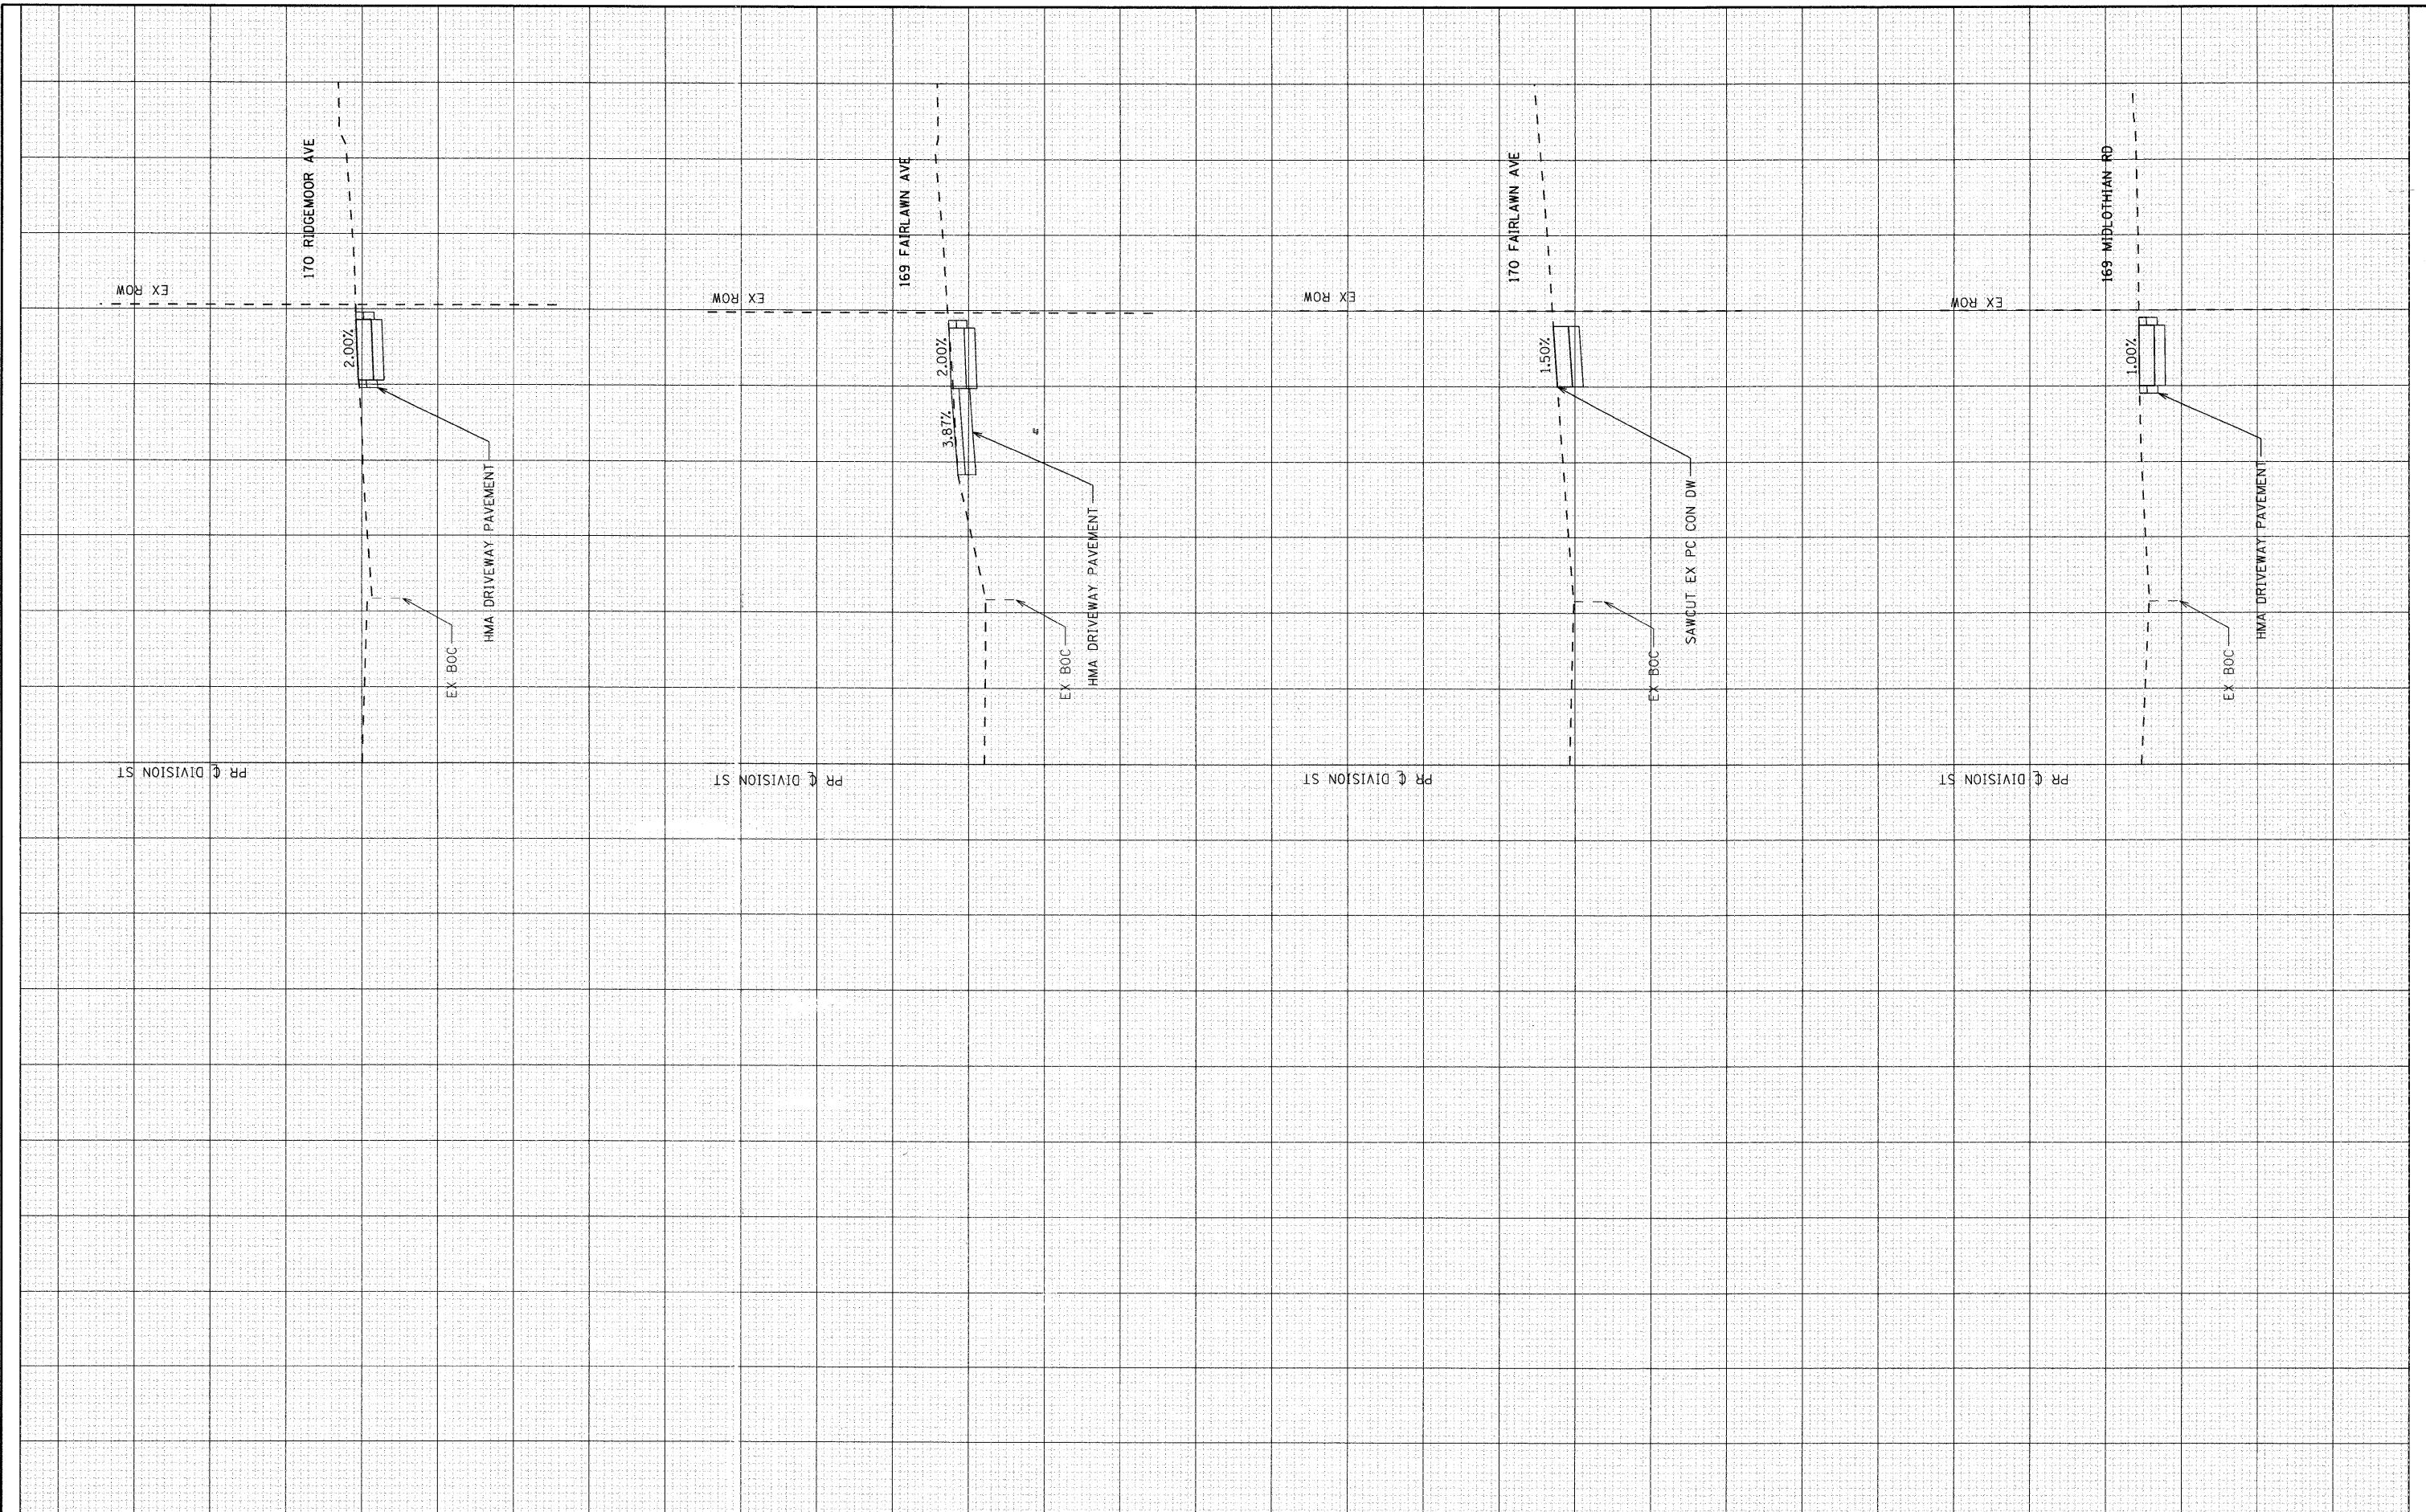 170 RIDGEMOOR AVE
EX ROW
2.00%
HMA DRIVEWAY PAVEMENT
EX BOC
PR ℄ DIVISION ST
169 FAIRLAWN AVE
EX ROW
2.00%
3.87%
HMA DRIVEWAY PAVEMENT
EX BOC
PR ℄ DIVISION ST
170 FAIRLAWN AVE
EX ROW
1.50%
SAWCUT EX PC CON DW
EX BOC
PR ℄ DIVISION ST
169 MIDLOTHIAN RD
EX ROW
1.00%
HMA DRIVEWAY PAVEMENT
EX BOC
PR ℄ DIVISION ST